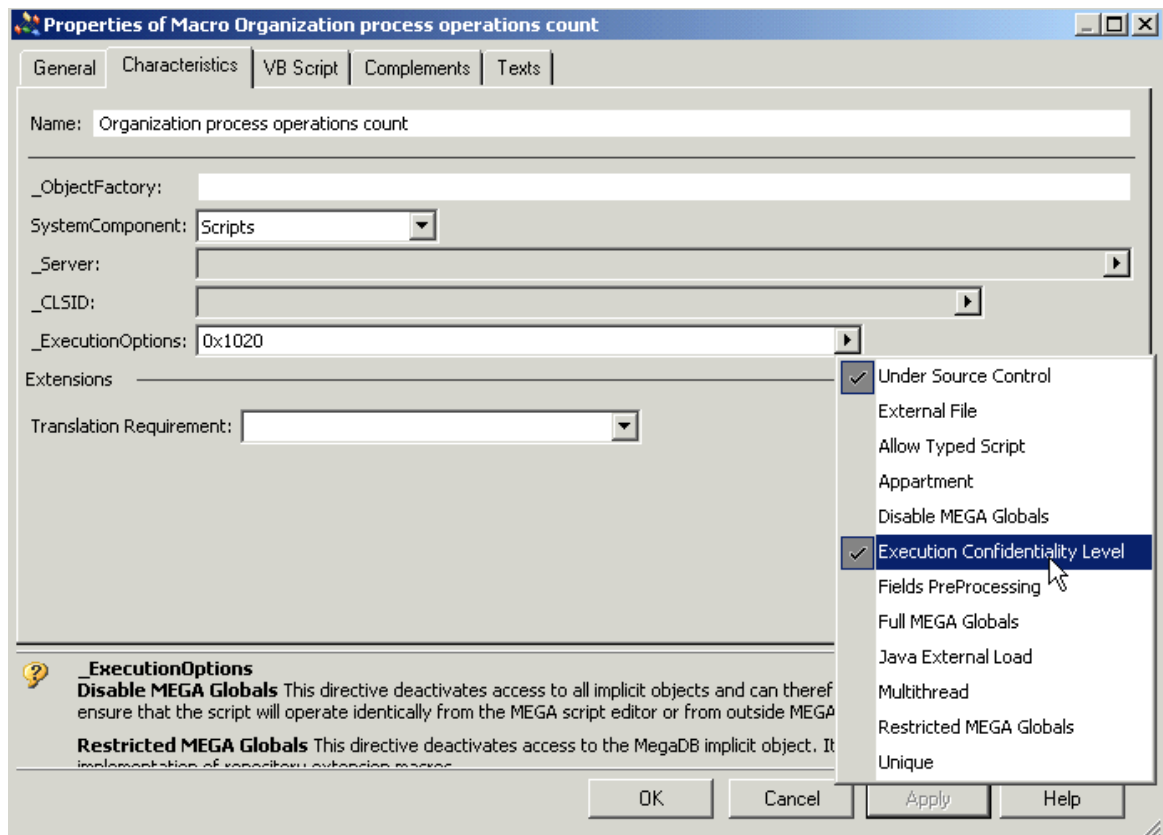 Properties of Macro Organization process operations count
General Characteristics VB Script Complements Texts
Name: Organization process operations count
_ObjectFactory:
SystemComponent: Scripts
_Server:
_CLSID:
_ExecutionOptions: 0x1020
Extensions
Translation Requirement:
Under Source Control
External File
Allow Typed Script
Appartment
Disable MEGA Globals
Execution Confidentiality Level
Fields PreProcessing
Full MEGA Globals
Java External Load
Multithread
Restricted MEGA Globals
Unique
_ExecutionOptions
Disable MEGA Globals This directive deactivates access to all implicit objects and can theref
ensure that the script will operate identically from the MEGA script editor or from outside MEGA
Restricted MEGA Globals This directive deactivates access to the MegaDB implicit object. It
implementation of repository extension macros
OK Cancel Apply Help